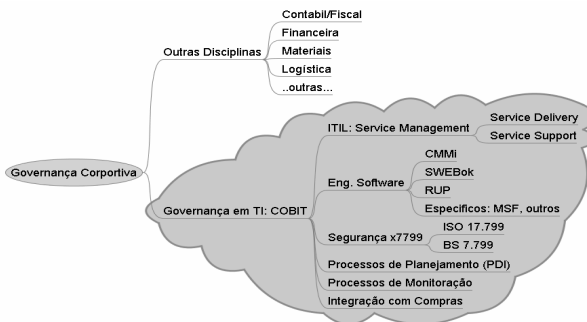 Contabil/Fiscal
Financeira
Outras Disciplinas
Materiais
Logística
..outras...
Service Delivery
ITIL: Service Management
Service Support
CMMi
SWEBok
Eng. Software
RUP
Especificos: MSF, outros
Governança Corportiva
Governança em TI: COBIT
ISO 17.799
Segurança x7799
BS 7.799
Processos de Planejamento (PDI)
Processos de Monitoração
Integração com Compras